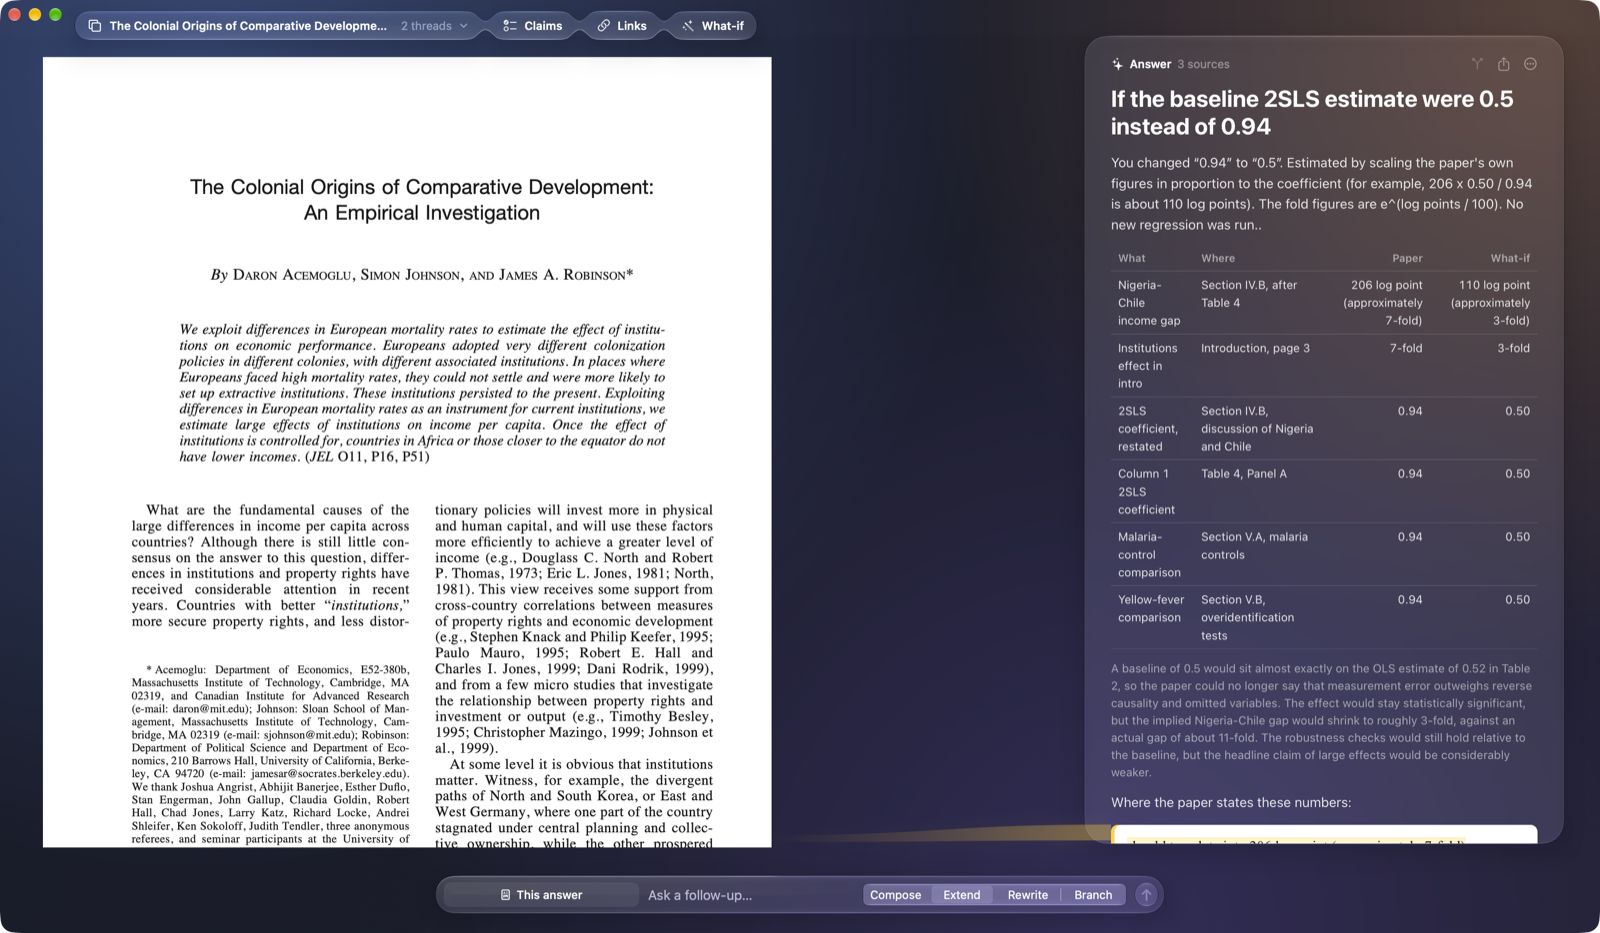 The Colonial Origins of Comparative Developme... 2 threads
Claims
Links
What-if
The Colonial Origins of Comparative Development:
An Empirical Investigation
By DARON ACEMOGLU, SIMON JOHNSON, AND JAMES A. ROBINSON*
We exploit differences in European mortality rates to estimate the effect of institu-
tions on economic performance. Europeans adopted very different colonization
policies in different colonies, with different associated institutions. In places where
Europeans faced high mortality rates, they could not settle and were more likely to
set up extractive institutions. These institutions persisted to the present. Exploiting
differences in European mortality rates as an instrument for current institutions, we
estimate large effects of institutions on income per capita. Once the effect of
institutions is controlled for, countries in Africa or those closer to the equator do not
have lower incomes. (JEL O11, P16, P51)
What are the fundamental causes of the
large differences in income per capita across
countries? Although there is still little con-
sensus on the answer to this question, differ-
ences in institutions and property rights have
received considerable attention in recent
years. Countries with better “institutions,”
more secure property rights, and less distor-
* Acemoglu: Department of Economics, E52-380b,
Massachusetts Institute of Technology, Cambridge, MA
02319, and Canadian Institute for Advanced Research
(e-mail: daron@mit.edu); Johnson: Sloan School of Man-
agement, Massachusetts Institute of Technology, Cam-
bridge, MA 02319 (e-mail: sjohnson@mit.edu); Robinson:
Department of Political Science and Department of Eco-
nomics, 210 Barrows Hall, University of California, Berke-
ley, CA 94720 (e-mail: jamesar@socrates.berkeley.edu).
We thank Joshua Angrist, Abhijit Banerjee, Esther Duflo,
Stan Engerman, John Gallup, Claudia Goldin, Robert
Hall, Chad Jones, Larry Katz, Richard Locke, Andrei
Shleifer, Ken Sokoloff, Judith Tendler, three anonymous
referees, and seminar participants at the University of
tionary policies will invest more in physical
and human capital, and will use these factors
more efficiently to achieve a greater level of
income (e.g., Douglass C. North and Robert
P. Thomas, 1973; Eric L. Jones, 1981; North,
1981). This view receives some support from
cross-country correlations between measures
of property rights and economic development
(e.g., Stephen Knack and Philip Keefer, 1995;
Paulo Mauro, 1995; Robert E. Hall and
Charles I. Jones, 1999; Dani Rodrik, 1999),
and from a few micro studies that investigate
the relationship between property rights and
investment or output (e.g., Timothy Besley,
1995; Christopher Mazingo, 1999; Johnson et
al., 1999).
At some level it is obvious that institutions
matter. Witness, for example, the divergent
paths of North and South Korea, or East and
West Germany, where one part of the country
stagnated under central planning and collec-
tive ownership, while the other prospered
Answer 3 sources
If the baseline 2SLS estimate were 0.5
instead of 0.94
You changed “0.94” to “0.5”. Estimated by scaling the paper's own
figures in proportion to the coefficient (for example, 206 x 0.50 / 0.94
is about 110 log points). The fold figures are e^(log points / 100). No
new regression was run..
What Where Paper What-if
Nigeria- Section IV.B, after 206 log point 110 log point
Chile Table 4 (approximately (approximately
income gap 7-fold) 3-fold)
Institutions Introduction, page 3 7-fold 3-fold
effect in
intro
2SLS Section IV.B, 0.94 0.50
coefficient, discussion of Nigeria
restated and Chile
Column 1 Table 4, Panel A 0.94 0.50
2SLS
coefficient
Malaria- Section V.A, malaria 0.94 0.50
control controls
comparison
Yellow-fever Section V.B, 0.94 0.50
comparison overidentification
tests
A baseline of 0.5 would sit almost exactly on the OLS estimate of 0.52 in Table
2, so the paper could no longer say that measurement error outweighs reverse
causality and omitted variables. The effect would stay statistically significant,
but the implied Nigeria-Chile gap would shrink to roughly 3-fold, against an
actual gap of about 11-fold. The robustness checks would still hold relative to
the baseline, but the headline claim of large effects would be considerably
weaker.
Where the paper states these numbers:
This answer
Ask a follow-up...
Compose Extend Rewrite Branch